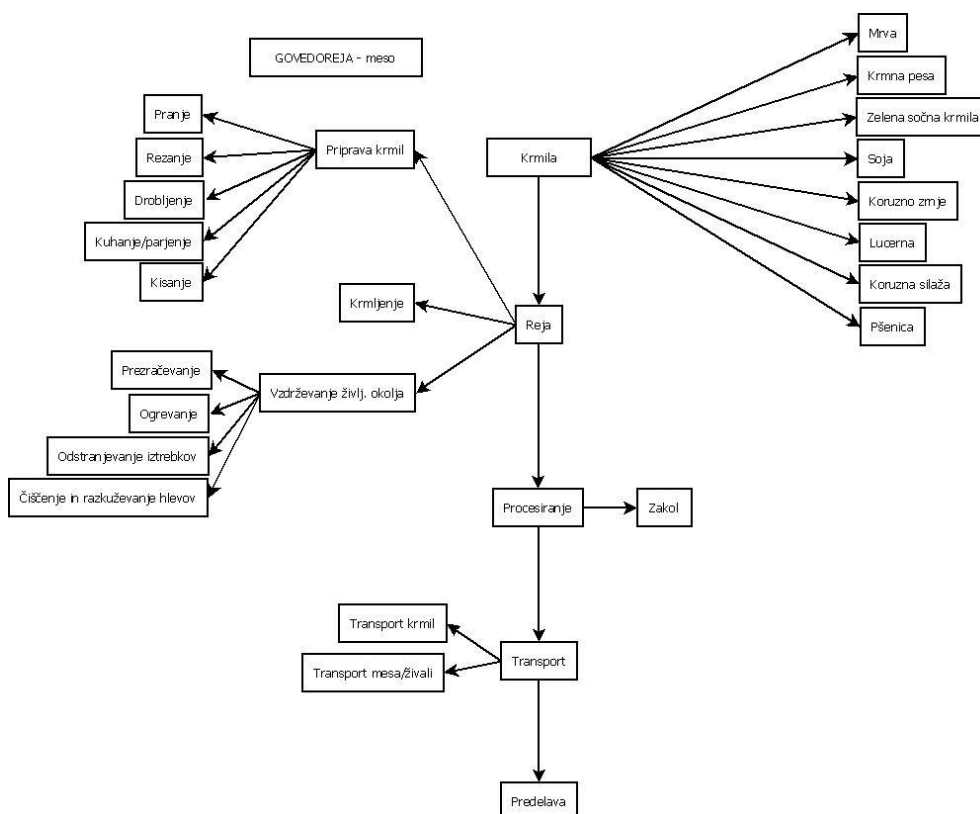 GOVEDOREJA - meso
Pranje
Rezanje
Drobljenje
Kuhanje/parjenje
Kisanje
Priprava krmil
Krmila
Mrva
Krmna pesa
Zelena sočna krmila
Soja
Koruzno zrnje
Lucerna
Koruzna silaža
Pšenica
Krmljenje
Reja
Prezračevanje
Ogrevanje
Odstranjevanje iztrebkov
Čiščenje in razkuževanje hlevov
Vzdrževanje življ. okolja
Procesiranje
Zakol
Transport krmil
Transport mesa/živali
Transport
Predelava